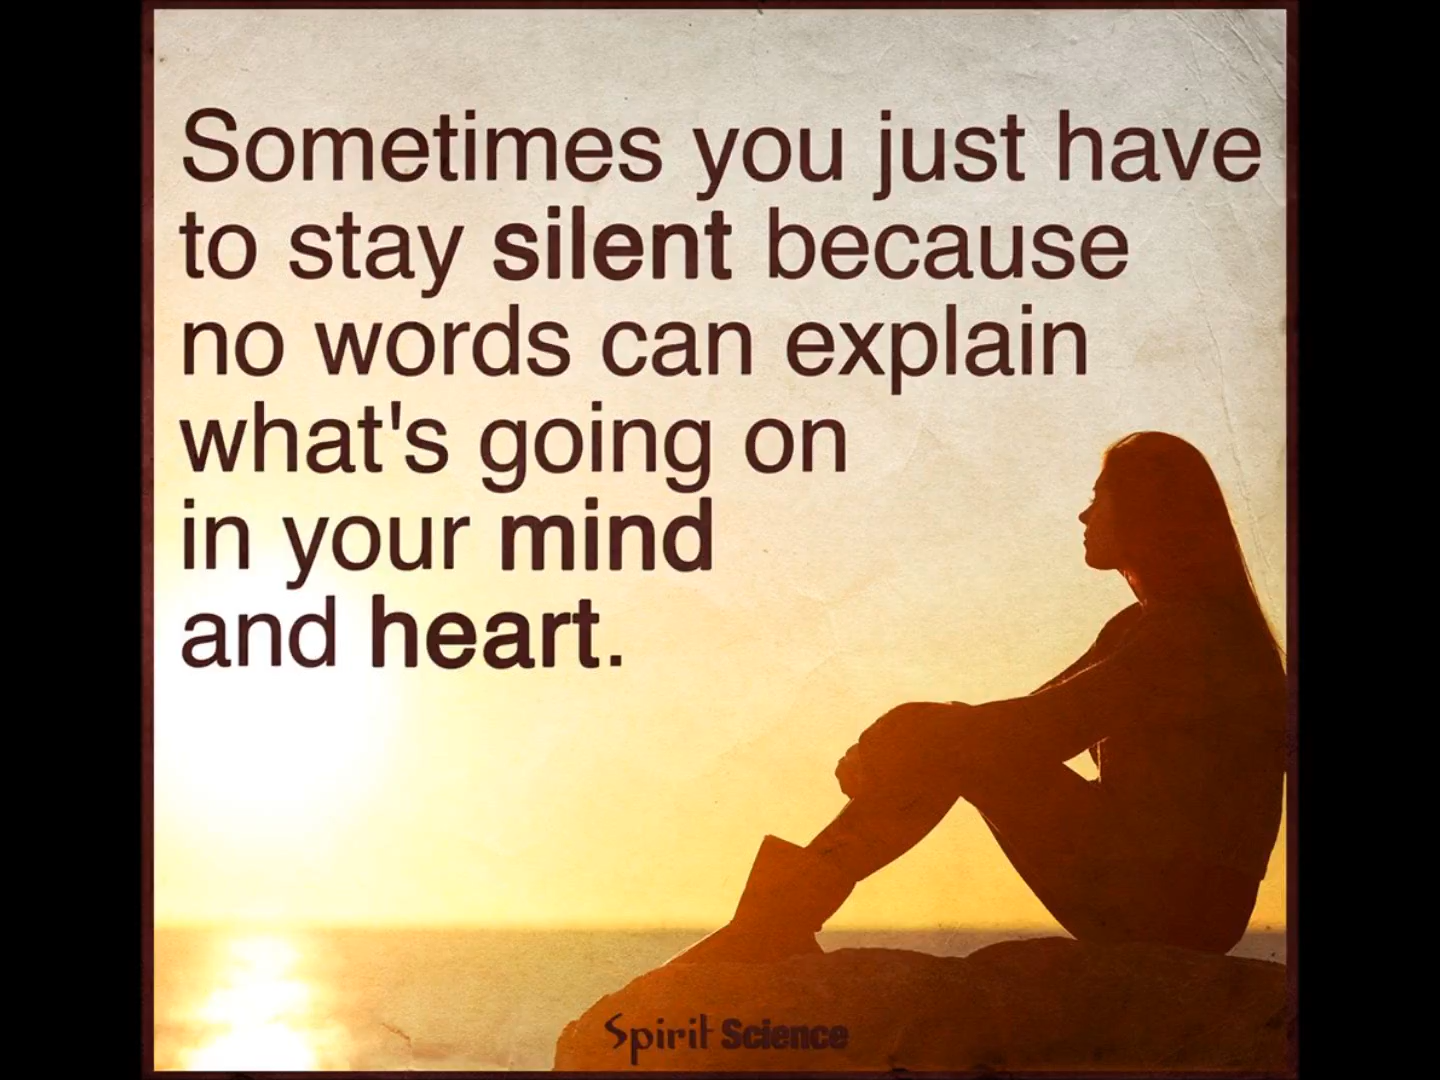 Sometimes you just have
to stay silent because
no words can explain
what's going on
in your mind
and heart.
Spirit Science